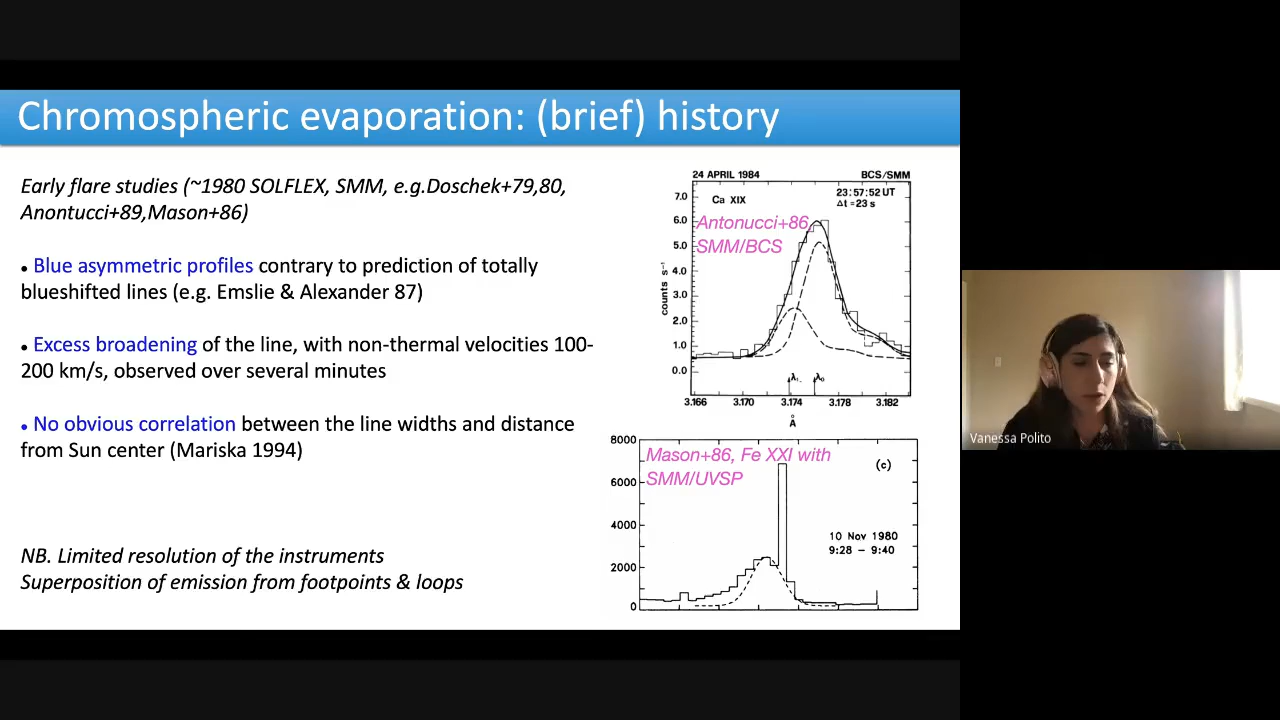 Chromospheric evaporation: (brief) history
Early flare studies (~1980 SOLFLEX, SMM, e.g.Doschek+79,80,
Anontucci+89,Mason+86)
• Blue asymmetric profiles contrary to prediction of totally
blueshifted lines (e.g. Emslie & Alexander 87)
• Excess broadening of the line, with non-thermal velocities 100-
200 km/s, observed over several minutes
• No obvious correlation between the line widths and distance
from Sun center (Mariska 1994)
NB. Limited resolution of the instruments
Superposition of emission from footpoints & loops
24 APRIL 1984 BCS/SMM
23:57:52 UT
Δt = 23 s
Ca XIX
Antonucci+86,
SMM/BCS
7.0
6.0
5.0
4.0
3.0
2.0
1.0
0.0
counts s⁻¹
λ₁ λ₀
3.166 3.170 3.174 3.178 3.182
Å
Mason+86, Fe XXI with
SMM/UVSP
(c)
10 Nov 1980
9:28 – 9:40
8000
6000
4000
2000
0
Vanessa Polito